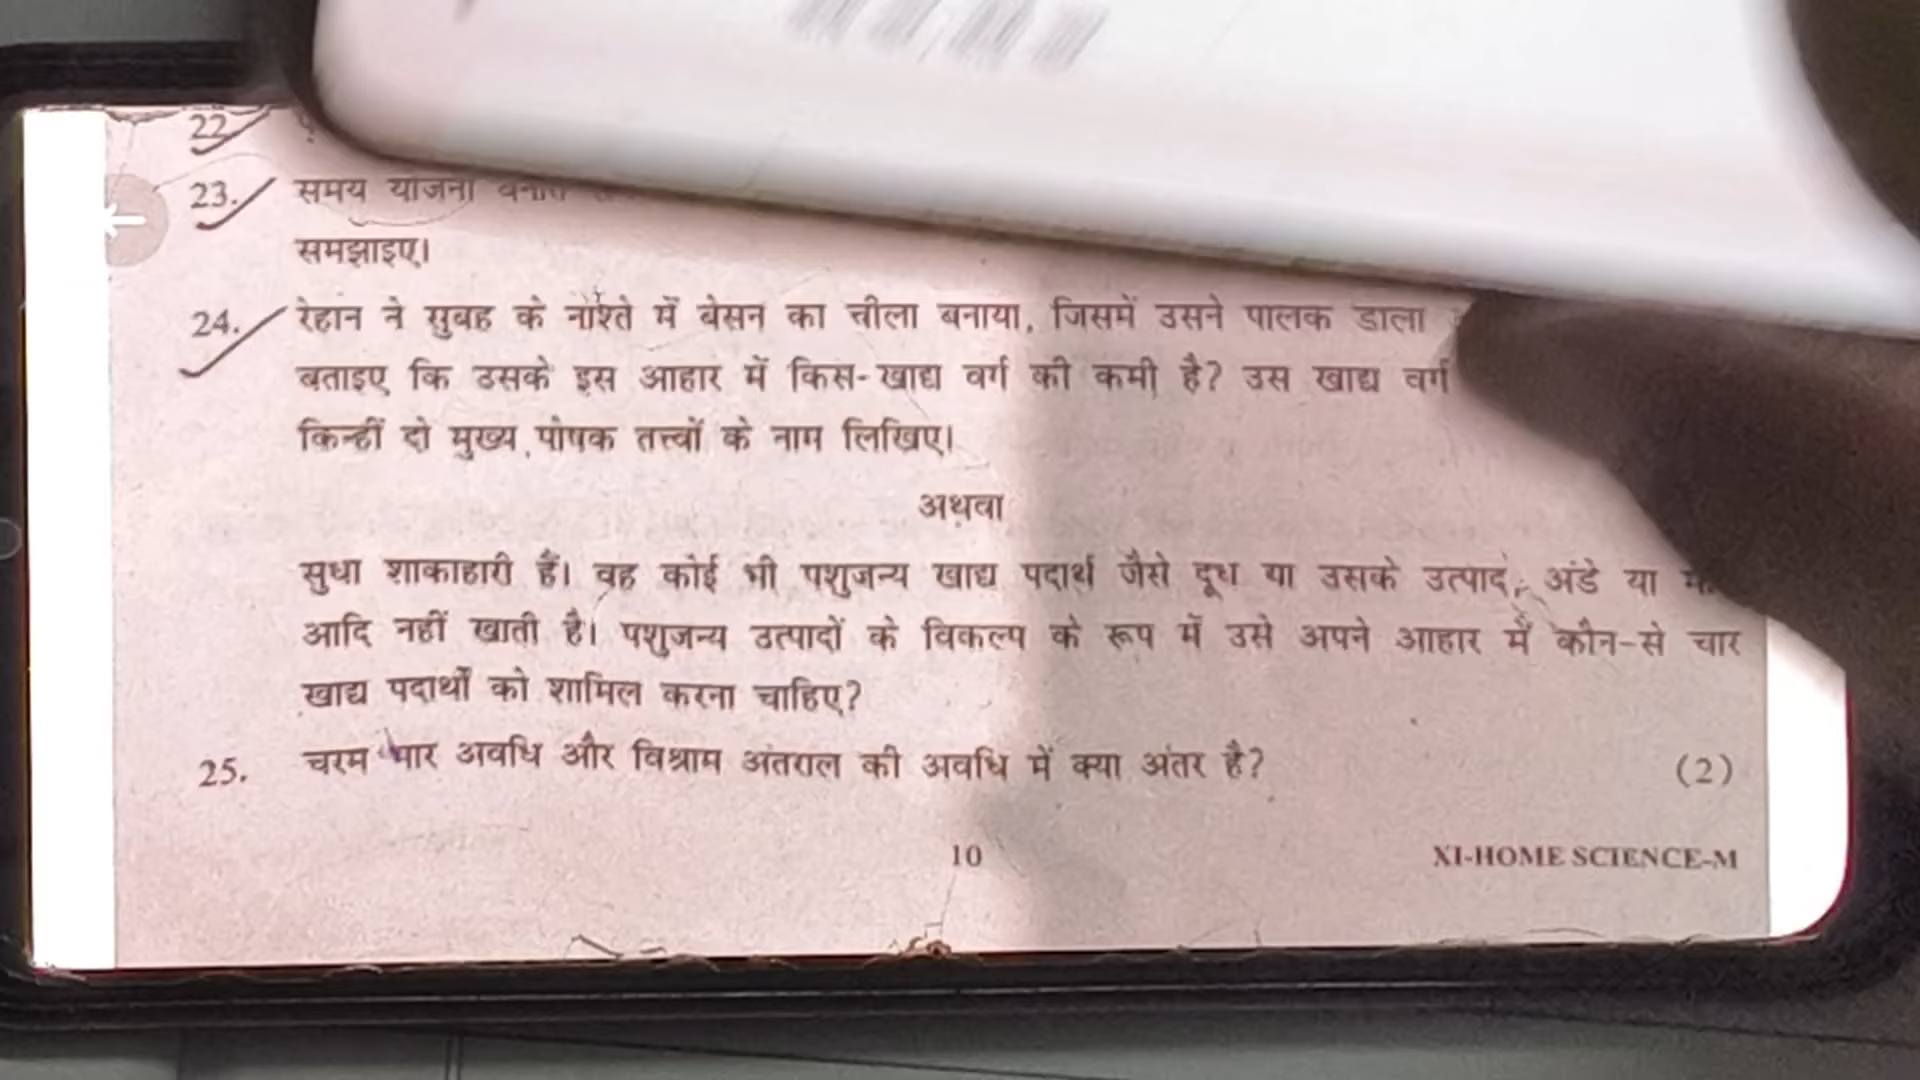 22.
23. समय योजना
समझाइए।
24. रेहान ने सुबह के नाश्ते में बेसन का चीला बनाया, जिसमें उसने पालक डाला
बताइए कि उसके इस आहार में किस-खाद्य वर्ग की कमी है? उस खाद्य वर्ग
किन्हीं दो मुख्य पोषक तत्त्वों के नाम लिखिए।
अथवा
सुधा शाकाहारी हैं। वह कोई भी पशुजन्य खाद्य पदार्थ जैसे दूध या उसके उत्पाद, अंडे या
आदि नहीं खाती है। पशुजन्य उत्पादों के विकल्प के रूप में उसे अपने आहार में कौन-से चार
खाद्य पदार्थों को शामिल करना चाहिए?
25. चरम भार अवधि और विश्राम अंतराल की अवधि में क्या अंतर है? (2)
10 XI-HOME SCIENCE-M